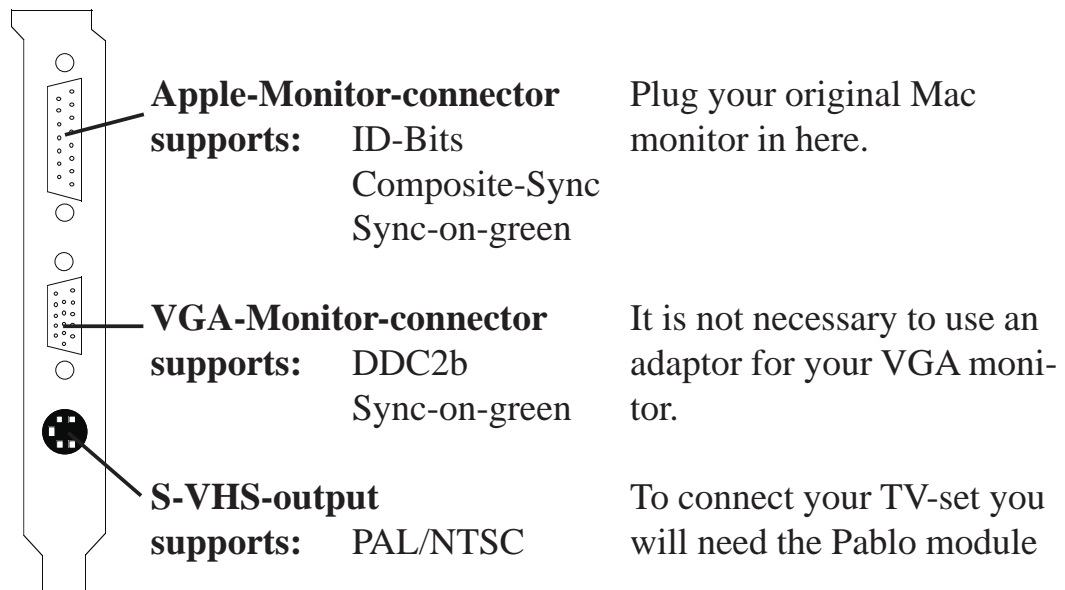 Apple-Monitor-connector
supports: ID-Bits
Composite-Sync
Sync-on-green
Plug your original Mac
monitor in here.
VGA-Monitor-connector
supports: DDC2b
Sync-on-green
It is not necessary to use an
adaptor for your VGA moni-
tor.
S-VHS-output
supports: PAL/NTSC
To connect your TV-set you
will need the Pablo module